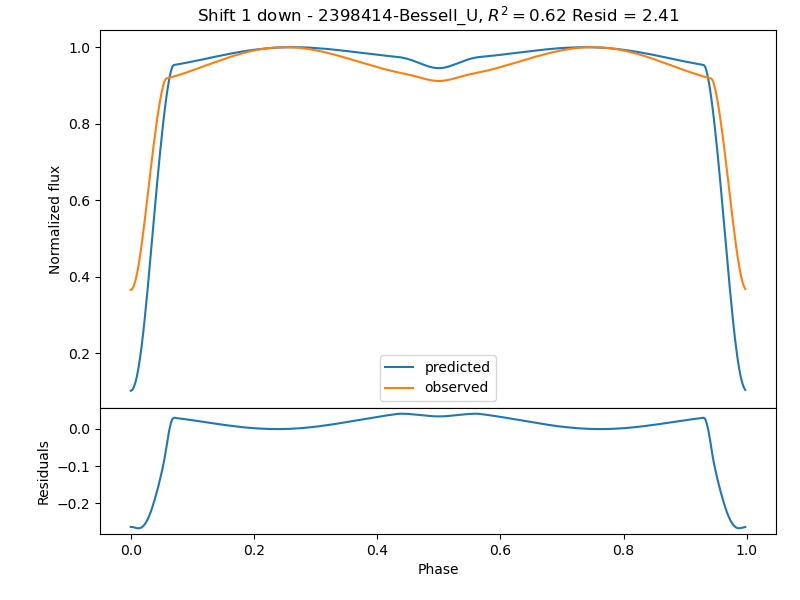 Shift 1 down - 2398414-Bessell_U, $R^2 = 0.62$ Resid = 2.41
1.0
0.8
0.6
0.4
0.2
Normalized flux
predicted
observed
0.0
−0.1
−0.2
Residuals
0.0 0.2 0.4 0.6 0.8 1.0
Phase